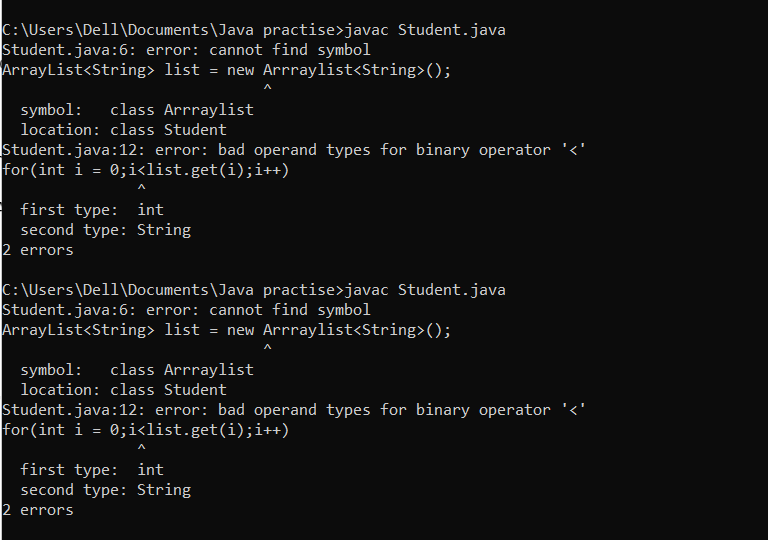 C:\Users\Dell\Documents\Java practise>javac Student.java
Student.java:6: error: cannot find symbol
ArrayList<String> list = new Arrraylist<String>();
                             ^
  symbol:   class Arrraylist
  location: class Student
Student.java:12: error: bad operand types for binary operator '<'
for(int i = 0;i<list.get(i);i++)
               ^
  first type:  int
  second type: String
2 errors

C:\Users\Dell\Documents\Java practise>javac Student.java
Student.java:6: error: cannot find symbol
ArrayList<String> list = new Arrraylist<String>();
                             ^
  symbol:   class Arrraylist
  location: class Student
Student.java:12: error: bad operand types for binary operator '<'
for(int i = 0;i<list.get(i);i++)
               ^
  first type:  int
  second type: String
2 errors